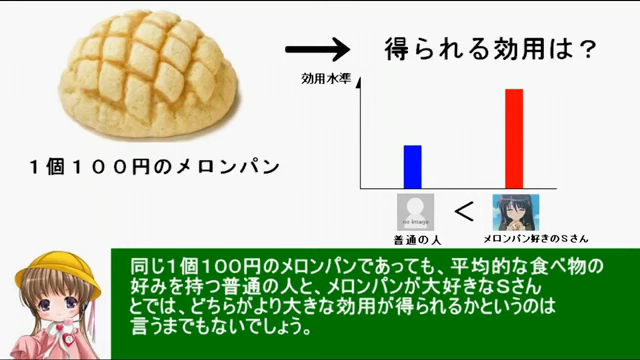 得られる効用は？
効用水準
１個１００円のメロンパン
no image
＜
普通の人
メロンパン好きのＳさん
同じ１個１００円のメロンパンであっても、平均的な食べ物の
好みを持つ普通の人と、メロンパンが大好きなＳさん
とでは、どちらがより大きな効用が得られるかというのは
言うまでもないでしょう。